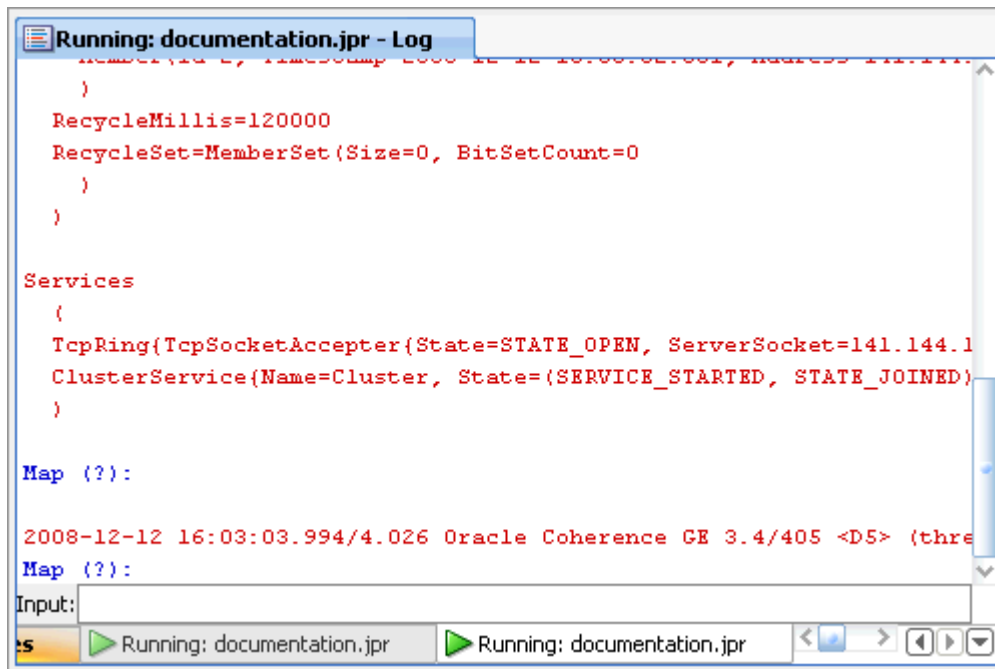 Running: documentation.jpr - Log
)
RecycleMillis=120000
RecycleSet=MemberSet(Size=0, BitSetCount=0
)
)
Services
(
TcpRing{TcpSocketAccepter{State=STATE_OPEN, ServerSocket=141.144.1
ClusterService{Name=Cluster, State=(SERVICE_STARTED, STATE_JOINED)
)
Map (?):
2008-12-12 16:03:03.994/4.026 Oracle Coherence GE 3.4/405 <D5> (thre
Map (?):
Input:
es Running: documentation.jpr Running: documentation.jpr